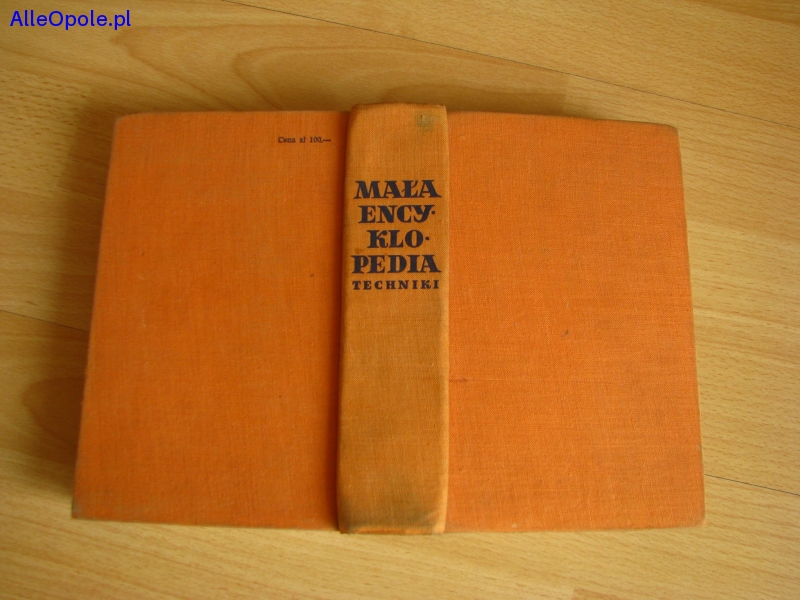 AlleOpole.pl
Cena zł 100.—
MAŁA
ENCY·
KLO·
PEDIA
TECHNIKI